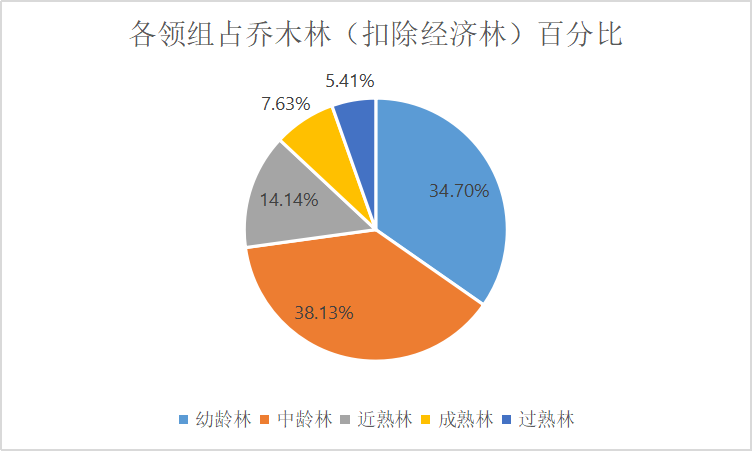 各领组占乔木林（扣除经济林）百分比
5.41%
7.63%
34.70%
14.14%
38.13%
幼龄林 中龄林 近熟林 成熟林 过熟林